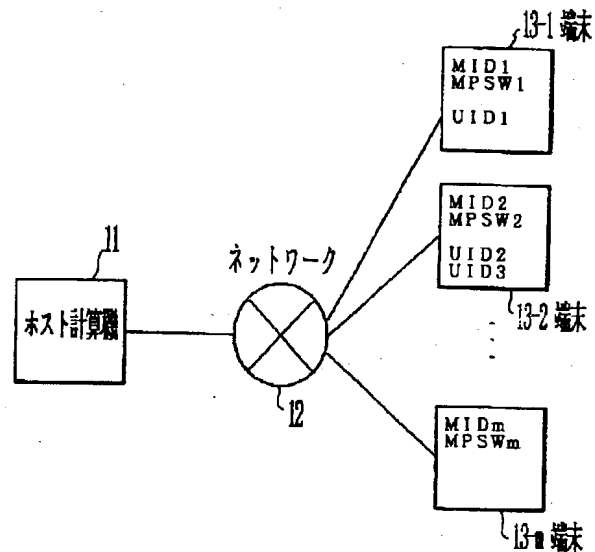 13-1 端末
MID1
MPSW1
UID1
MID2
MPSW2
UID2
UID3
13-2 端末
11
ホスト計算機
ネットワーク
12
MIDm
MPSWm
13-m 端末